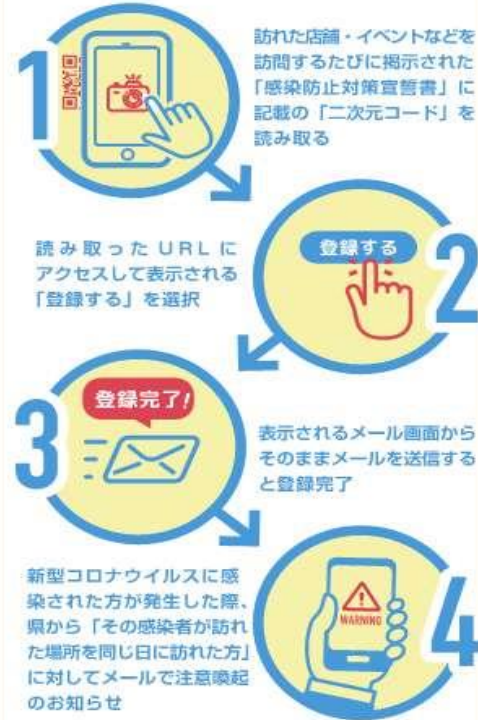 1
訪れた店舗・イベントなどを
訪問するたびに掲示された
「感染防止対策宣誓書」に
記載の「二次元コード」を
読み取る
読み取ったURLに
アクセスして表示される
「登録する」を選択
登録する
2
3
登録完了!
表示されるメール画面から
そのままメールを送信する
と登録完了
新型コロナウイルスに感
染された方が発生した際、
県から「その感染者が訪れ
た場所を同じ日に訪れた方」
に対してメールで注意喚起
のお知らせ
WARNING
4